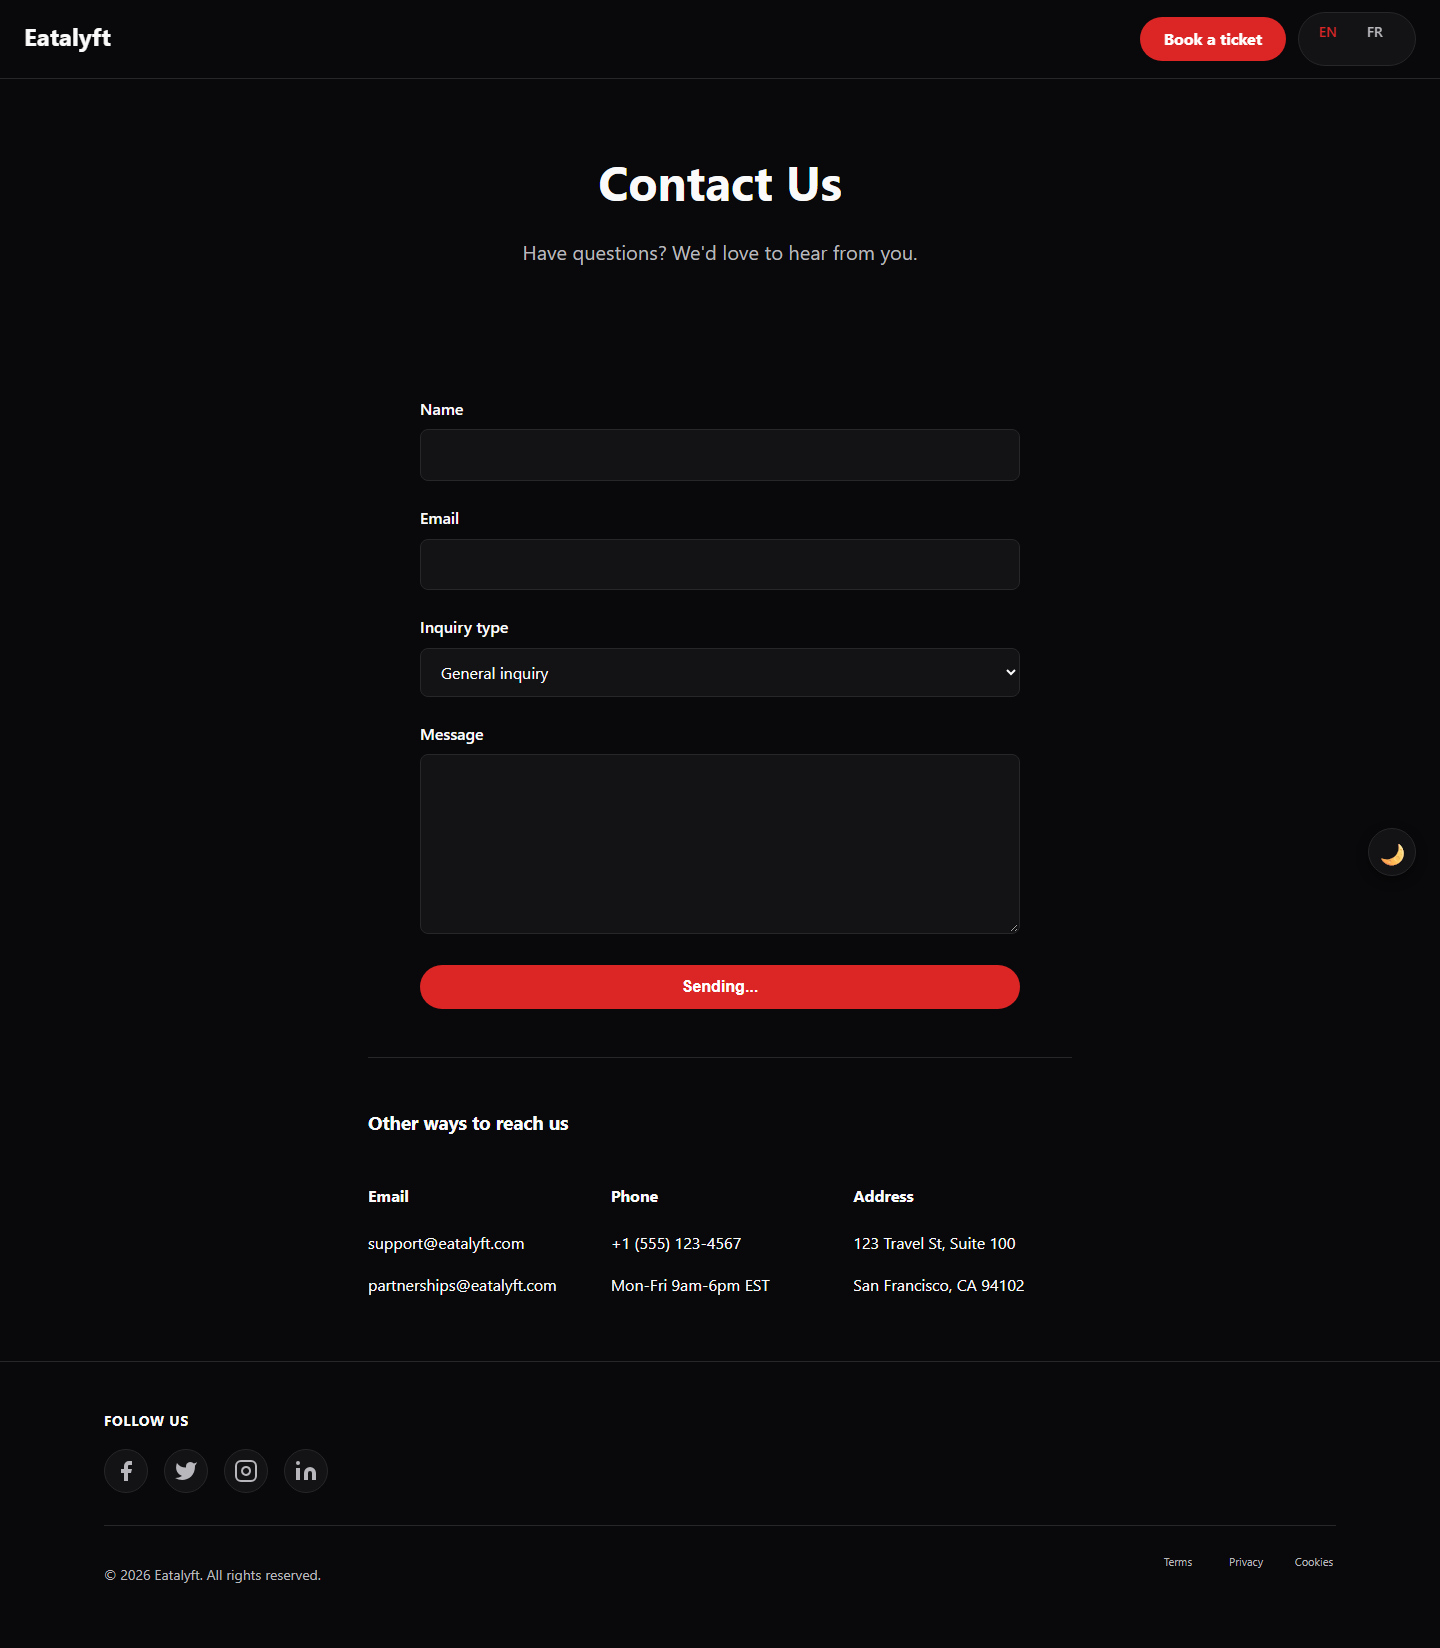 Eatalyft
Book a ticket
EN FR
Contact Us
Have questions? We'd love to hear from you.
Name
Email
Inquiry type
General inquiry
Message
Sending...
Other ways to reach us
Email
support@eatalyft.com
partnerships@eatalyft.com
Phone
+1 (555) 123-4567
Mon-Fri 9am-6pm EST
Address
123 Travel St, Suite 100
San Francisco, CA 94102
FOLLOW US
© 2026 Eatalyft. All rights reserved.
Terms Privacy Cookies